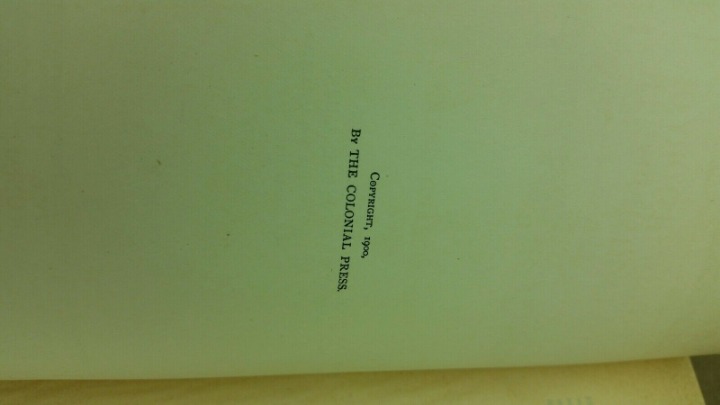 Copyright, 1900,
By THE COLONIAL PRESS.